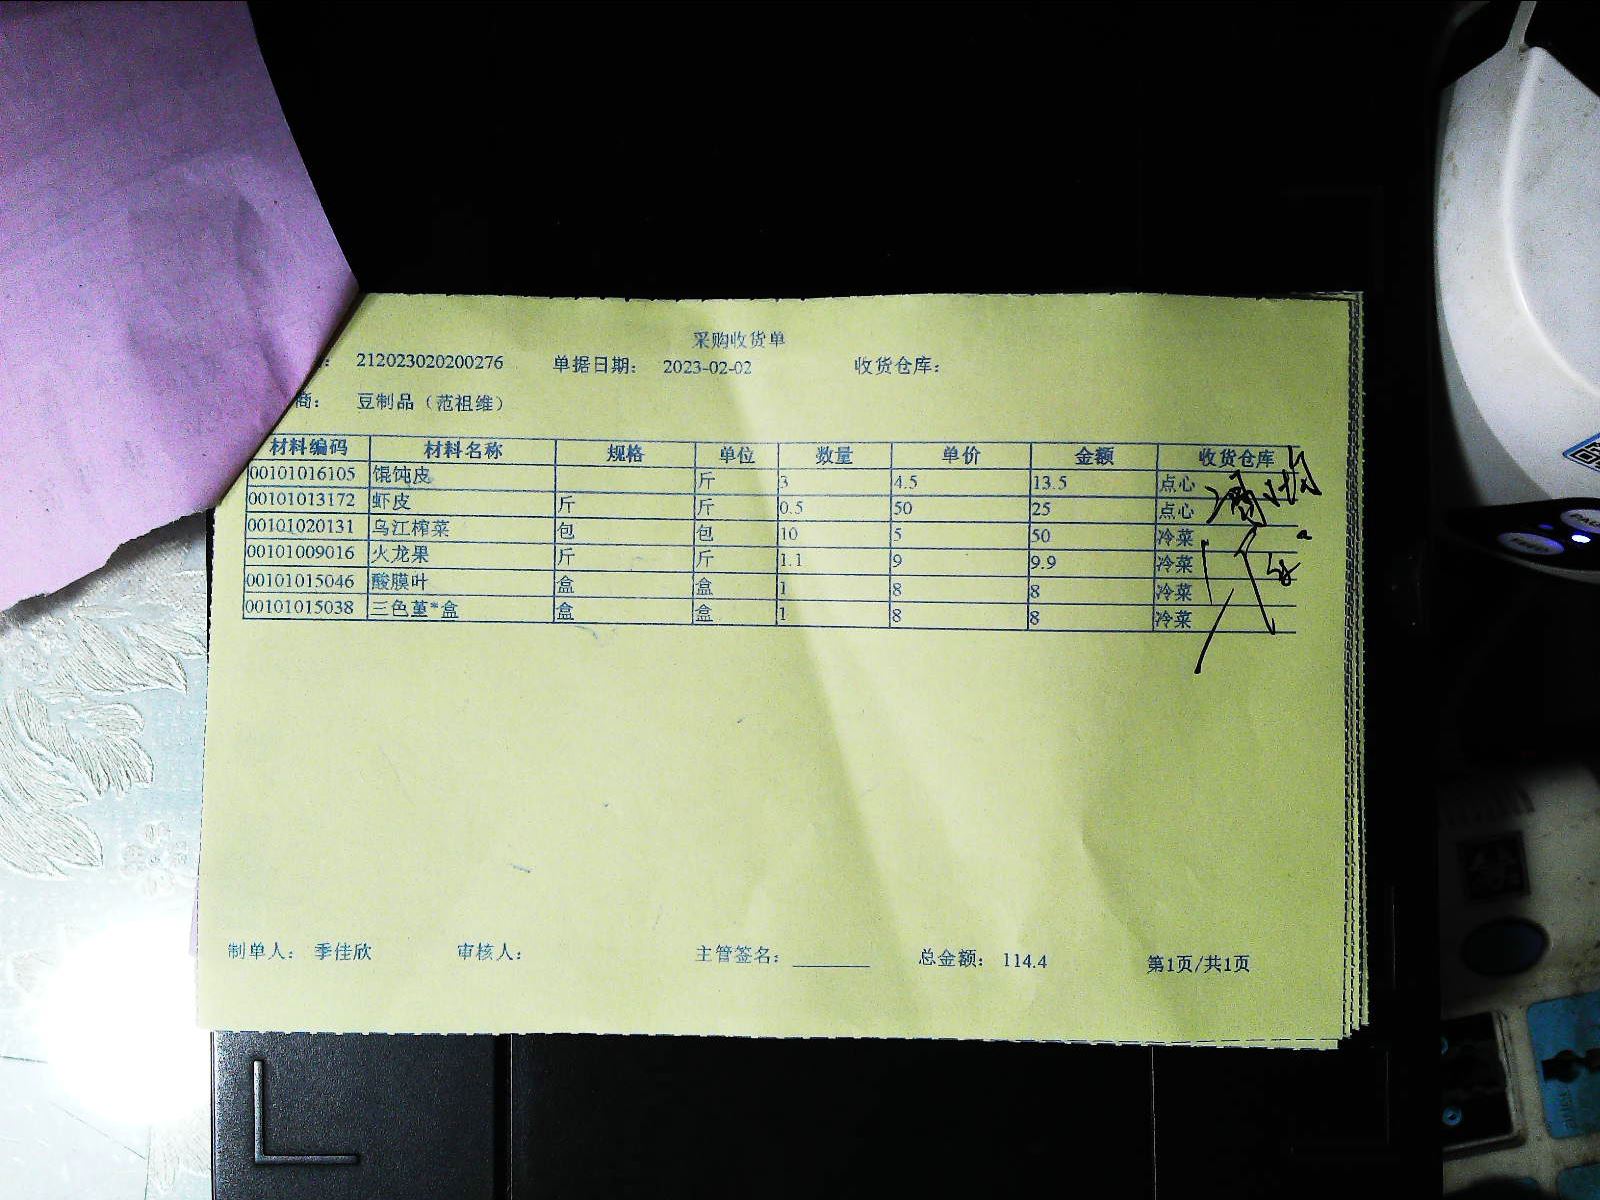 采购收货单
： 212023020200276 单据日期： 2023-02-02 收货仓库：
商： 豆制品（范祖维）
材料编码 材料名称 规格 单位 数量 单价 金额 收货仓库
00101016105 馄饨皮 斤 3 4.5 13.5 点心
00101013172 虾皮 斤 斤 0.5 50 25 点心
00101020131 乌江榨菜 包 包 10 5 50 冷菜
00101009016 火龙果 斤 斤 1.1 9 9.9 冷菜
00101015046 酸膜叶 盒 盒 1 8 8 冷菜
00101015038 三色堇*盒 盒 盒 1 8 8 冷菜
制单人： 季佳欣 审核人： 主管签名： 总金额： 114.4 第1页/共1页